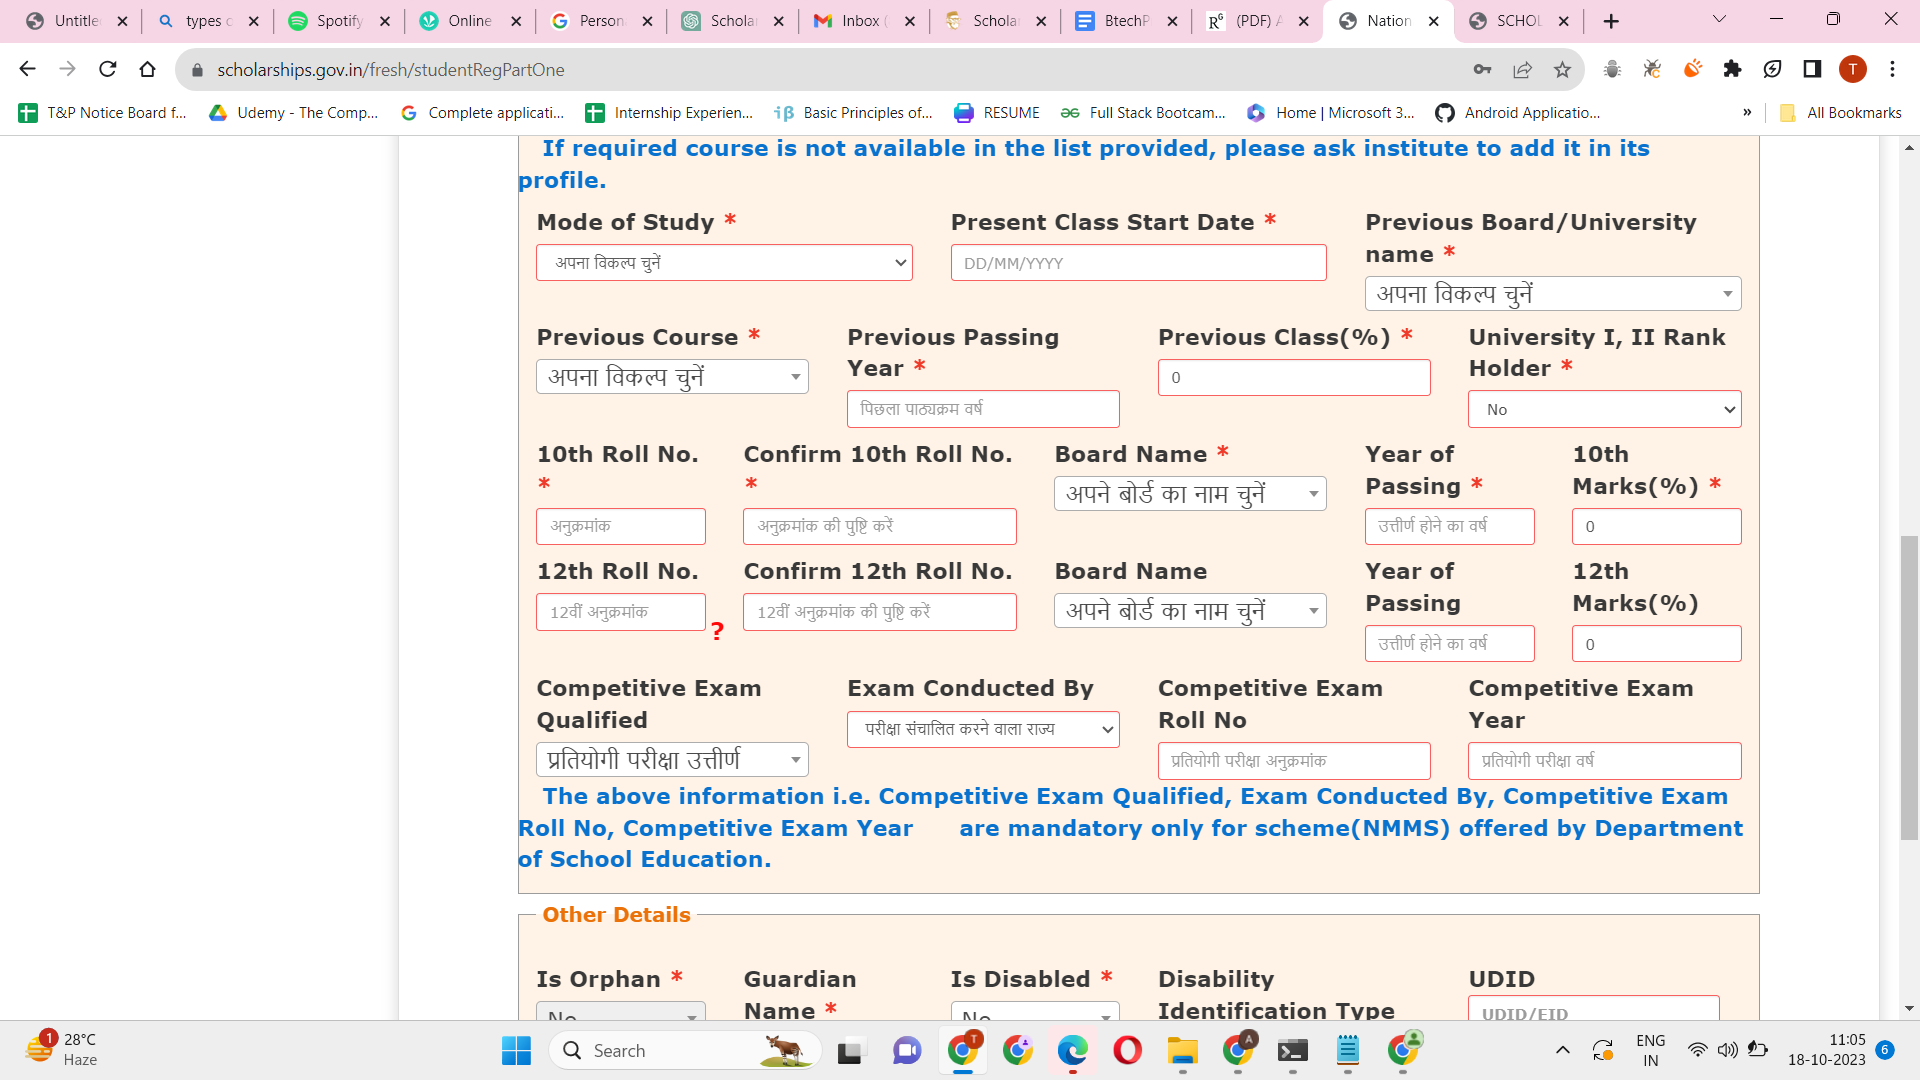 Untitle
types o
Spotify
Online
Person
Scholar
Inbox (
Scholar
BtechP
(PDF) A
Nation
SCHOL
scholarships.gov.in/fresh/studentRegPartOne
T
T&P Notice Board f...
Udemy - The Comp...
Complete applicati...
Internship Experien...
Basic Principles of...
RESUME
Full Stack Bootcam...
Home | Microsoft 3...
Android Applicatio...
»
All Bookmarks
If required course is not available in the list provided, please ask institute to add it in its
profile.
Mode of Study *
Present Class Start Date *
Previous Board/University
name *
अपना विकल्प चुनें
DD/MM/YYYY
अपना विकल्प चुनें
Previous Course *
Previous Passing
Year *
Previous Class(%) *
University I, II Rank
Holder *
अपना विकल्प चुनें
पिछला पाठ्यक्रम वर्ष
0
No
10th Roll No.
*
Confirm 10th Roll No.
*
Board Name *
Year of
Passing *
10th
Marks(%) *
अनुक्रमांक
अनुक्रमांक की पुष्टि करें
अपने बोर्ड का नाम चुनें
उत्तीर्ण होने का वर्ष
0
12th Roll No.
Confirm 12th Roll No.
Board Name
Year of
Passing
12th
Marks(%)
12वीं अनुक्रमांक
?
12वीं अनुक्रमांक की पुष्टि करें
अपने बोर्ड का नाम चुनें
उत्तीर्ण होने का वर्ष
0
Competitive Exam
Qualified
Exam Conducted By
Competitive Exam
Roll No
Competitive Exam
Year
प्रतियोगी परीक्षा उत्तीर्ण
परीक्षा संचालित करने वाला राज्य
प्रतियोगी परीक्षा अनुक्रमांक
प्रतियोगी परीक्षा वर्ष
The above information i.e. Competitive Exam Qualified, Exam Conducted By, Competitive Exam
Roll No, Competitive Exam Year are mandatory only for scheme(NMMS) offered by Department
of School Education.
Other Details
Is Orphan *
Guardian
Name *
Is Disabled *
Disability
Identification Type
UDID
No
No
UDID/EID
1
28°C
Haze
Search
T
A
ENG
IN
11:05
18-10-2023
6